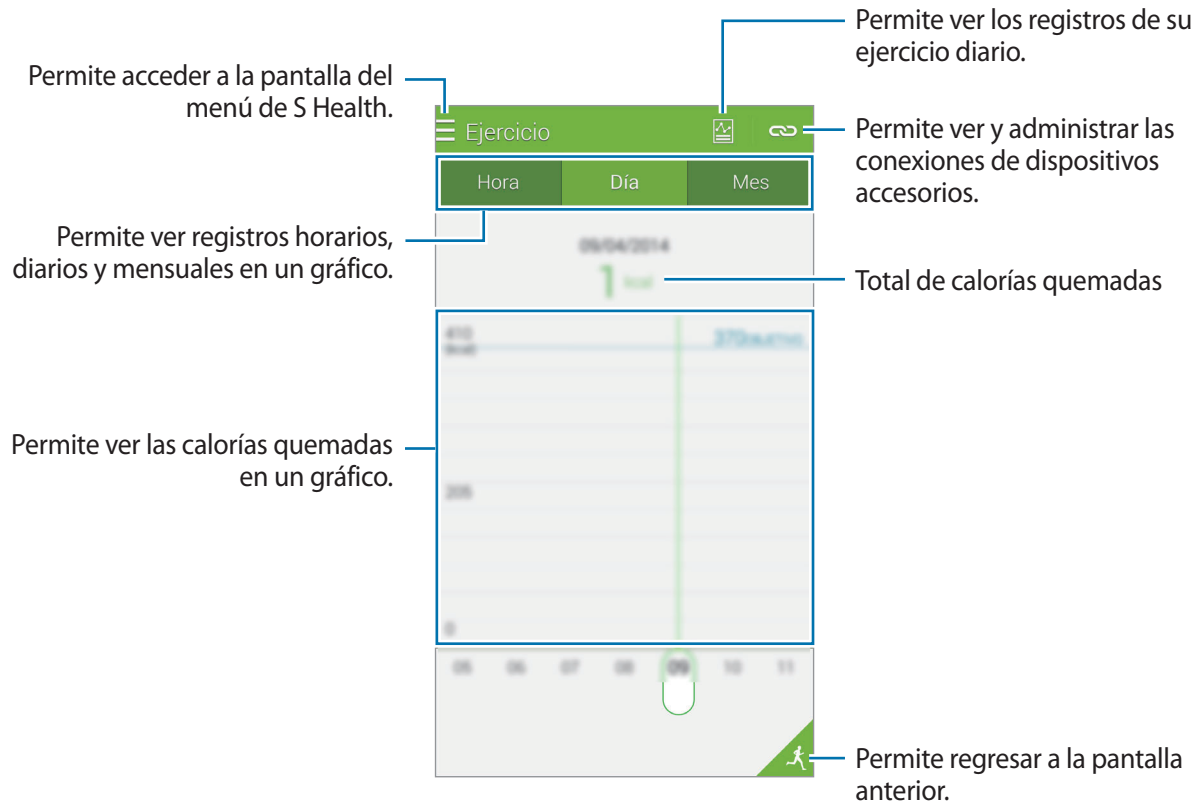 Permite ver los registros de su
ejercicio diario.
Permite acceder a la pantalla del
menú de S Health.
Ejercicio
Permite ver y administrar las
conexiones de dispositivos
accesorios.
Hora Día Mes
Permite ver registros horarios,
diarios y mensuales en un gráfico.
09/04/2014
1 kcal
Total de calorías quemadas
410
(kcal)
370
Permite ver las calorías quemadas
en un gráfico.
205
0
05 06 07 08 09 10 11
Permite regresar a la pantalla
anterior.